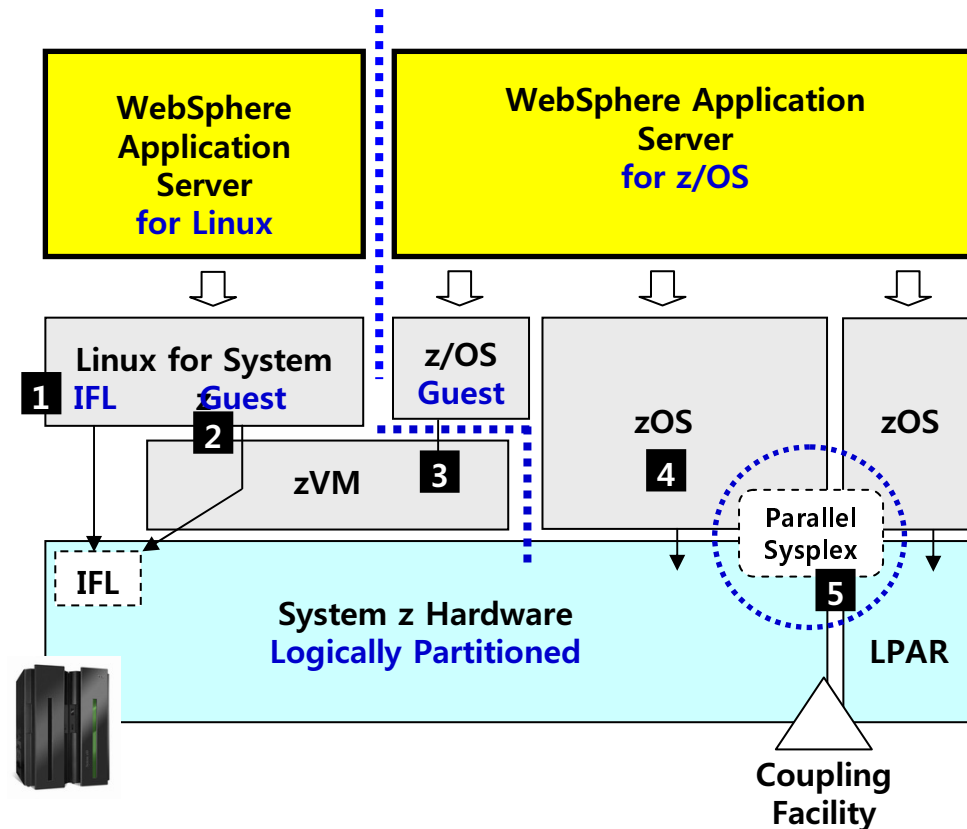 WebSphere
Application
Server
for Linux
WebSphere Application
Server
for z/OS
Linux for System
z
1
IFL
Guest
2
z/OS
Guest
3
zVM
zOS
4
zOS
Parallel
Sysplex
5
IFL
System z Hardware
Logically Partitioned
LPAR
Coupling
Facility